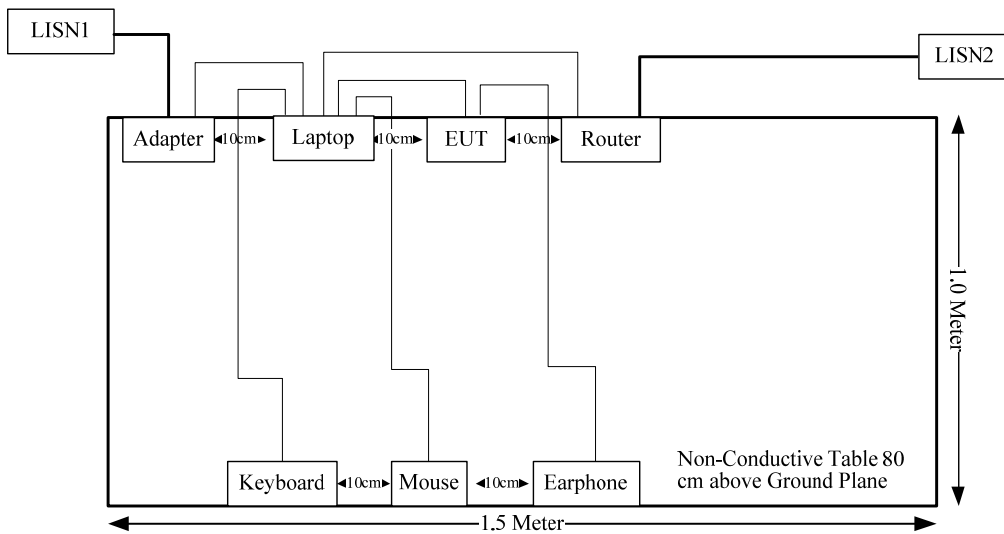 LISN1
LISN2
Adapter
10cm
Laptop
10cm
EUT
10cm
Router
1.0 Meter
Keyboard
10cm
Mouse
10cm
Earphone
Non-Conductive Table 80
cm above Ground Plane
1.5 Meter